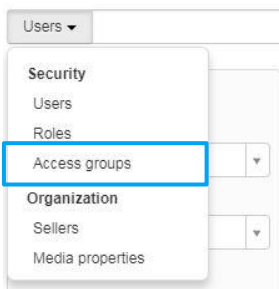 Users
Security
Users
Roles
Access groups
Organization
Sellers
Media properties